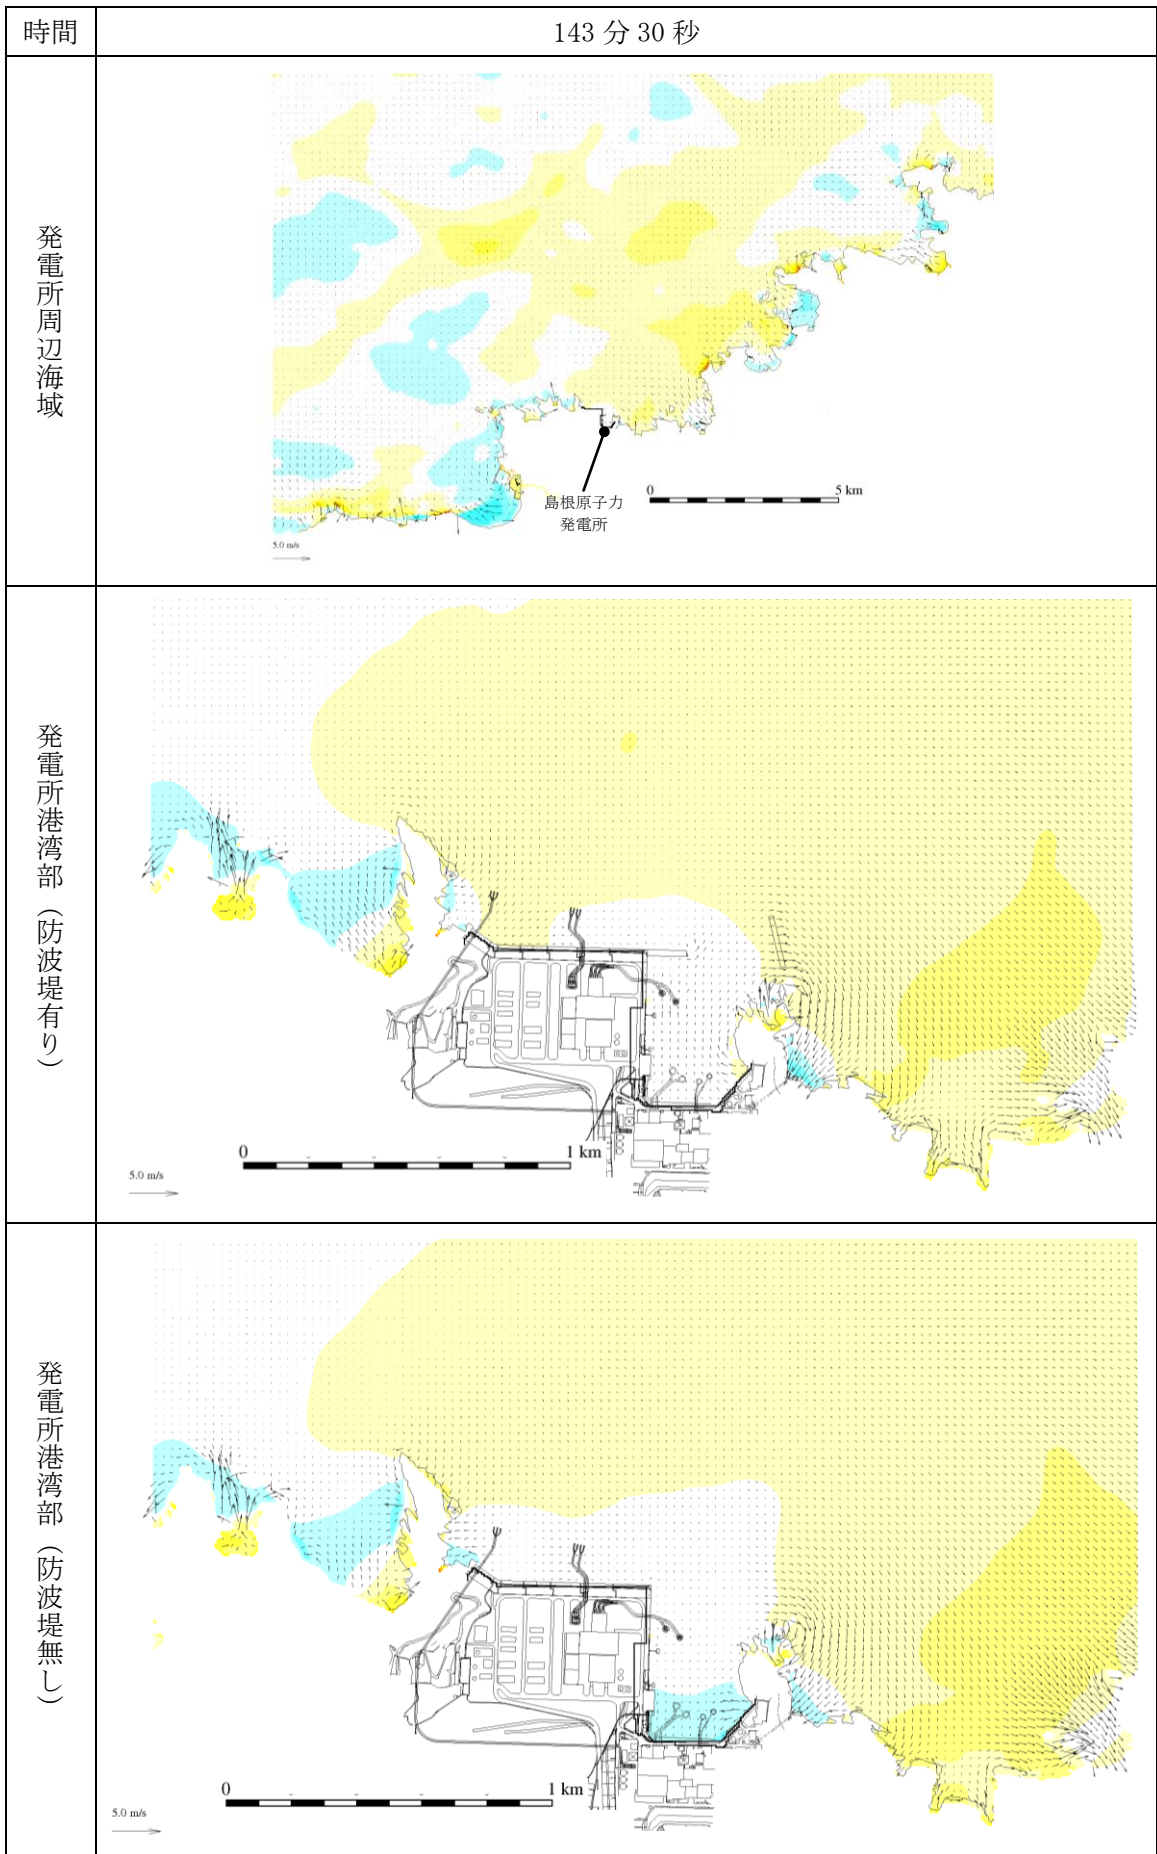 時間
143 分 30 秒
発電所周辺海域
島根原子力
発電所
0 5 km
5.0 m/s
発電所港湾部（防波堤有り）
0 1 km
5.0 m/s
発電所港湾部（防波堤無し）
0 1 km
5.0 m/s